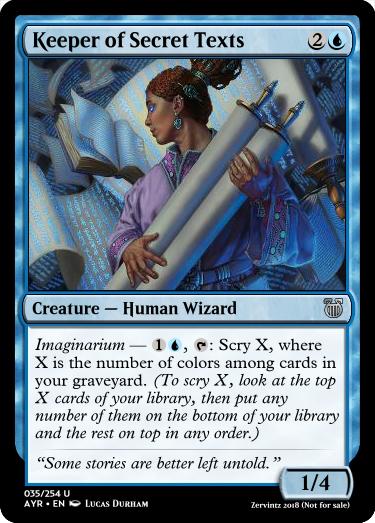 Keeper of Secret Texts 2
Creature — Human Wizard
Imaginarium — 1 , : Scry X, where
X is the number of colors among cards in
your graveyard. (To scry X, look at the top
X cards of your library, then put any
number of them on the bottom of your library
and the rest on top in any order.)
“Some stories are better left untold.”
1/4
035/254 U
AYR • EN Lucas Durham
Zervintz 2018 (Not for sale)